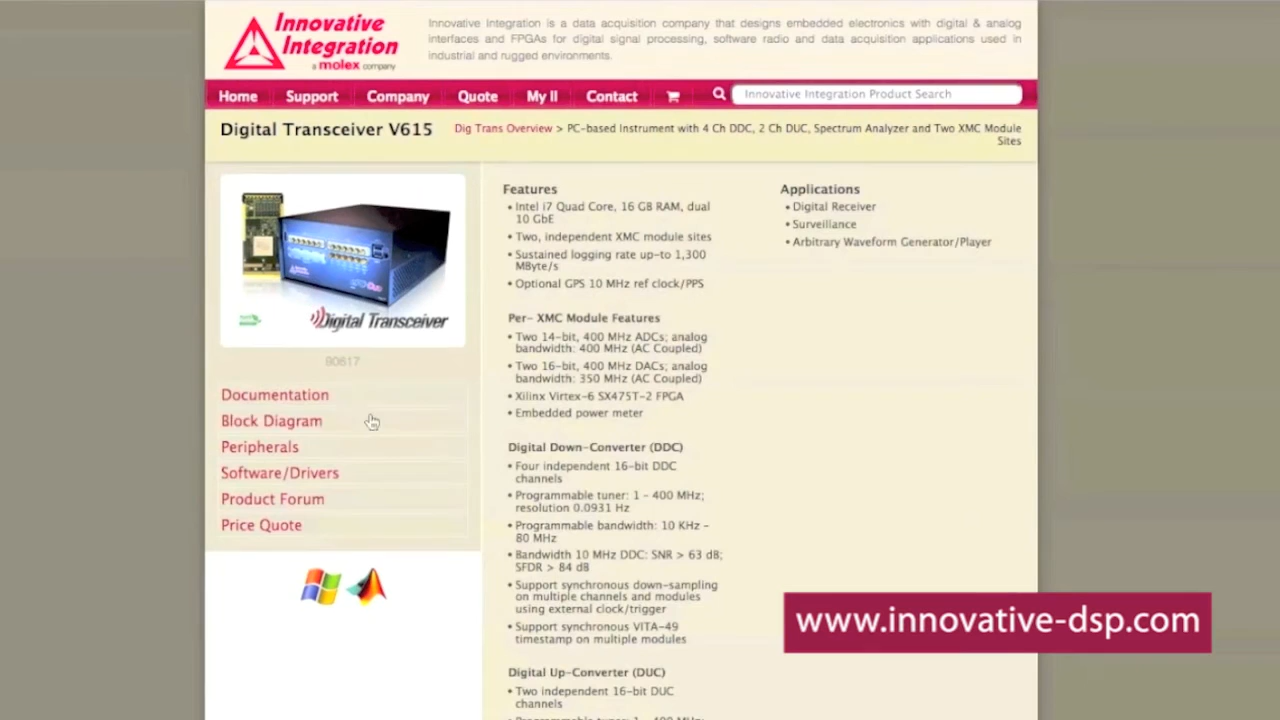 Innovative
Integration
a molex company
Innovative Integration is a data acquisition company that designs embedded electronics with digital & analog
interfaces and FPGAs for digital signal processing, software radio and data acquisition applications used in
industrial and rugged environments.
Home Support Company Quote My II Contact Innovative Integration Product Search
Digital Transceiver V615
Dig Trans Overview > PC-based Instrument with 4 Ch DDC, 2 Ch DUC, Spectrum Analyzer and Two XMC Module
Sites
Digital Transceiver
90617
Documentation
Block Diagram
Peripherals
Software/Drivers
Product Forum
Price Quote
Features
• Intel i7 Quad Core, 16 GB RAM, dual
10 GbE
• Two, independent XMC module sites
• Sustained logging rate up-to 1,300
MByte/s
• Optional GPS 10 MHz ref clock/PPS
Per- XMC Module Features
• Two 14-bit, 400 MHz ADCs; analog
bandwidth: 400 MHz (AC Coupled)
• Two 16-bit, 400 MHz DACs; analog
bandwidth: 350 MHz (AC Coupled)
• Xilinx Virtex-6 SX475T-2 FPGA
• Embedded power meter
Digital Down-Converter (DDC)
• Four independent 16-bit DDC
channels
• Programmable tuner: 1 - 400 MHz;
resolution 0.0931 Hz
• Programmable bandwidth: 10 KHz -
80 MHz
• Bandwidth 10 MHz DDC: SNR > 63 dB;
SFDR > 84 dB
• Support synchronous down-sampling
on multiple channels and modules
using external clock/trigger
• Support synchronous VITA-49
timestamp on multiple modules
Digital Up-Converter (DUC)
• Two independent 16-bit DUC
channels
Applications
• Digital Receiver
• Surveillance
• Arbitrary Waveform Generator/Player
www.innovative-dsp.com